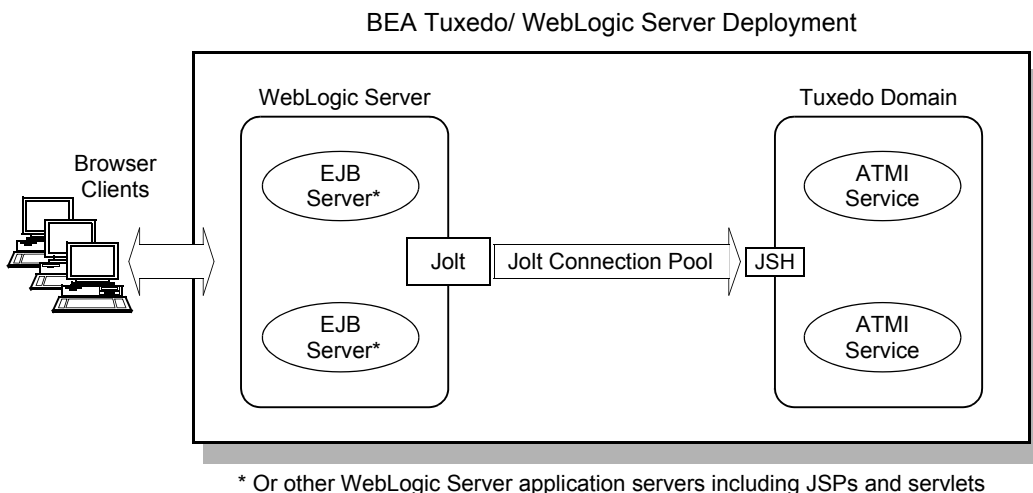 BEA Tuxedo/ WebLogic Server Deployment
WebLogic Server
Tuxedo Domain
Browser
Clients
EJB
Server*
ATMI
Service
Jolt
Jolt Connection Pool
JSH
EJB
Server*
ATMI
Service
* Or other WebLogic Server application servers including JSPs and servlets